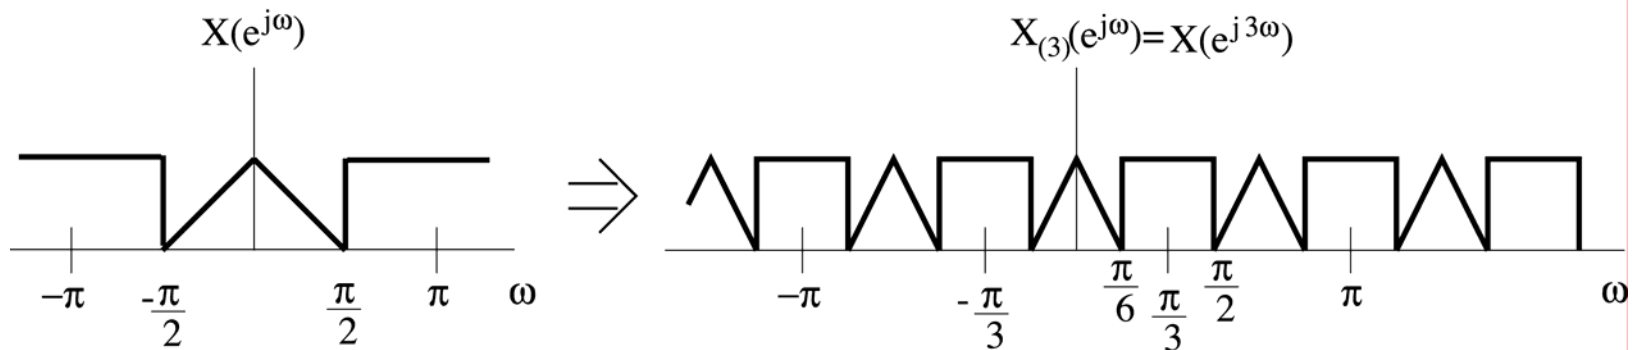 X(e^{jω})
X_{(3)}(e^{jω})=X(e^{j3ω})
−π
-π/2
π/2
π
ω
−π
-π/3
π/6
π/3
π/2
π
ω